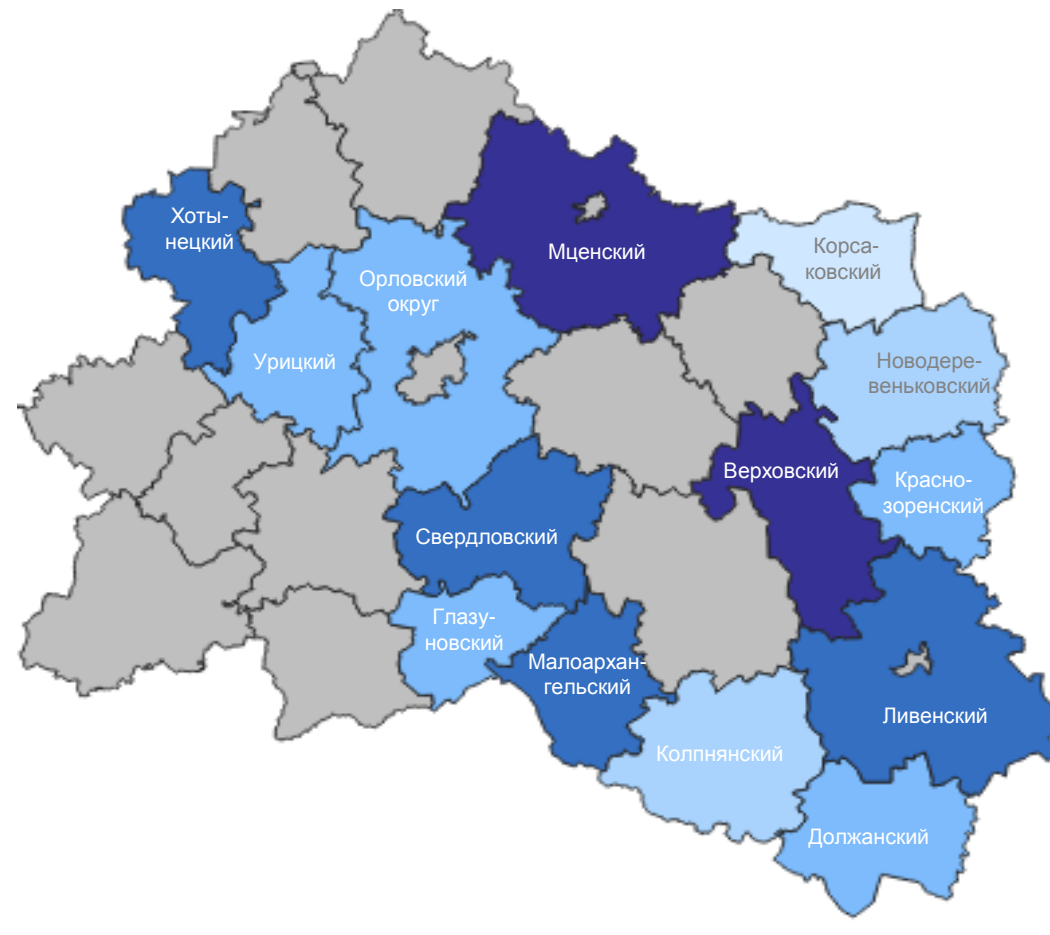 Хоты-
нецкий
Мценский
Корса-
ковский
Орловский
округ
Урицкий
Новодере-
веньковский
Верховский
Красно-
зоренский
Свердловский
Глазу-
новский
Малоархан-
гельский
Ливенский
Колпнянский
Должанский